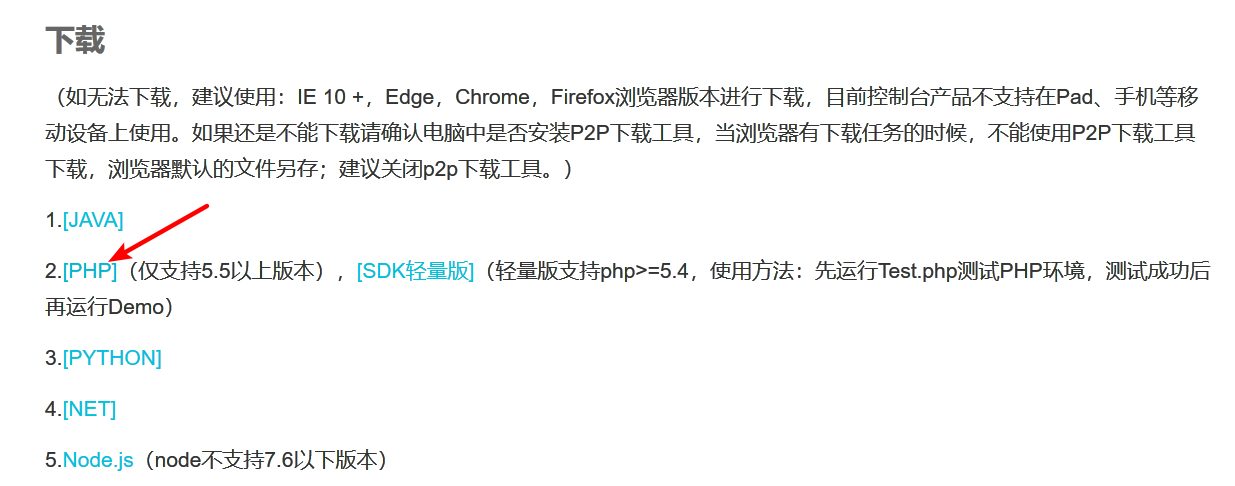 下载
（如无法下载，建议使用：IE 10 +，Edge，Chrome，Firefox浏览器版本进行下载，目前控制台产品不支持在Pad、手机等移
动设备上使用。如果还是不能下载请确认电脑中是否安装P2P下载工具，当浏览器有下载任务的时候，不能使用P2P下载工具
下载，浏览器默认的文件另存；建议关闭p2p下载工具。）
1.[JAVA]
2.[PHP]（仅支持5.5以上版本），[SDK轻量版]（轻量版支持php>=5.4，使用方法：先运行Test.php测试PHP环境，测试成功后
再运行Demo）
3.[PYTHON]
4.[NET]
5.Node.js（node不支持7.6以下版本）